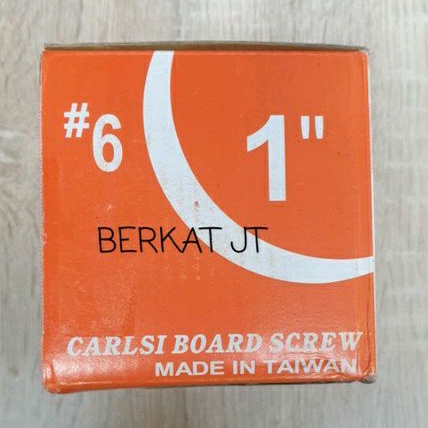 #6 1"
BERKAT JT
CARLSI BOARD SCREW
MADE IN TAIWAN